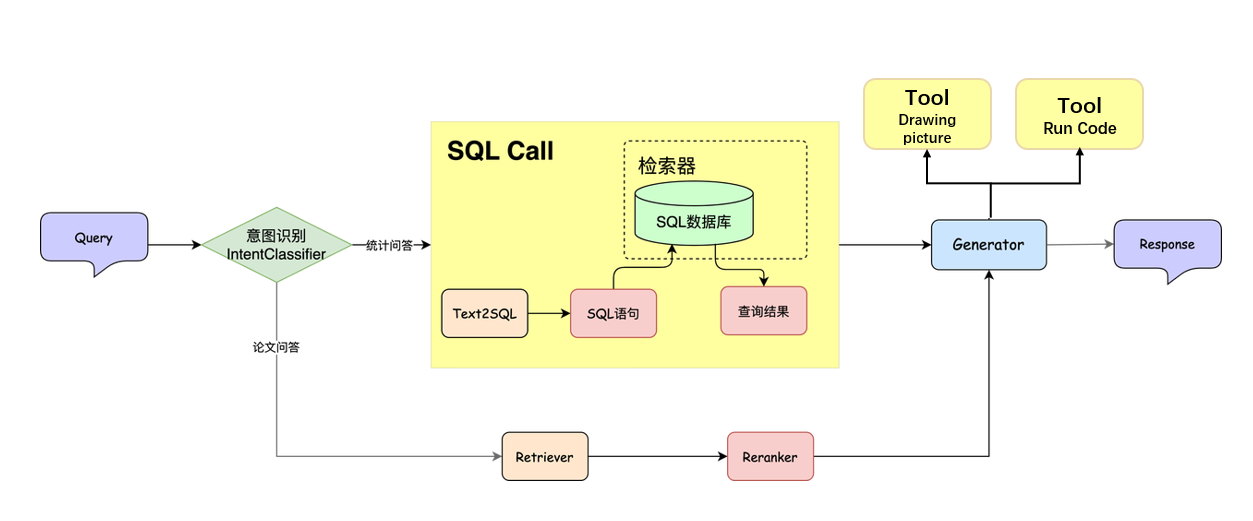 Tool
Drawing
picture
Tool
Run Code
SQL Call
检索器
SQL数据库
Query
意图识别
IntentClassifier
统计问答
Generator
Response
Text2SQL
SQL语句
查询结果
论文问答
Retriever
Reranker